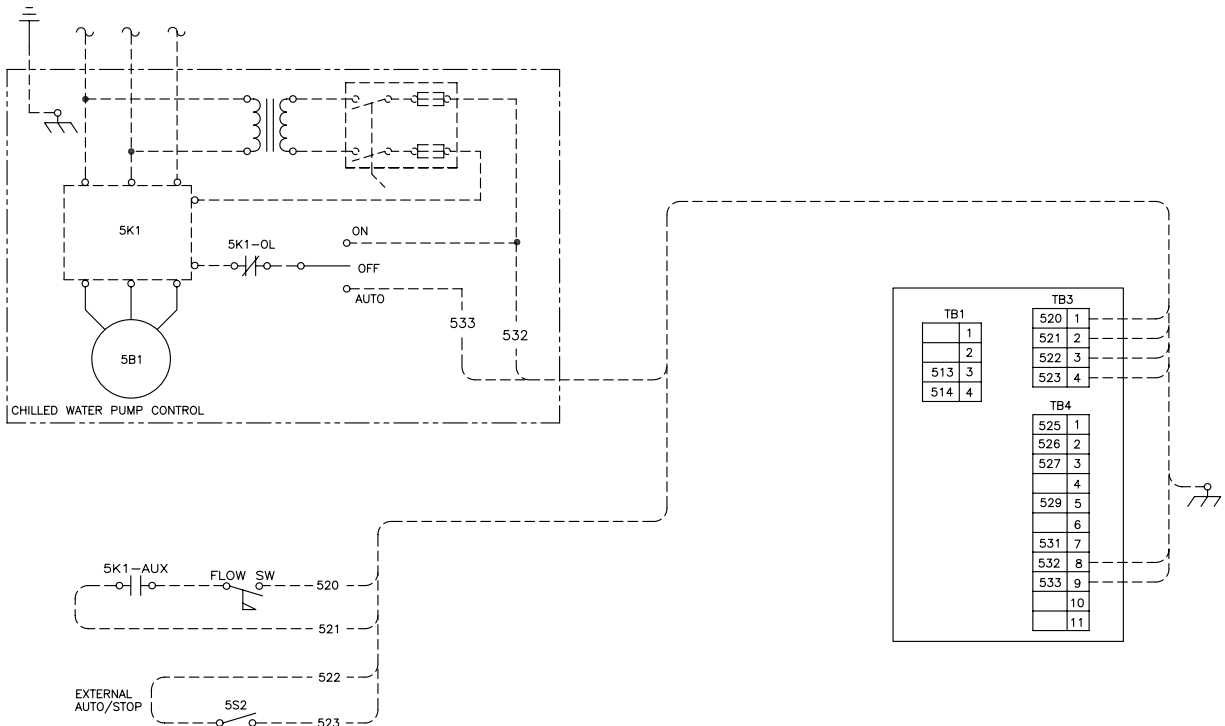 5K1
5K1-OL
ON
OFF
AUTO
533
532
5B1
CHILLED WATER PUMP CONTROL
TB1
1
2
513 3
514 4
TB3
520 1
521 2
522 3
523 4
TB4
525 1
526 2
527 3
4
529 5
6
531 7
532 8
533 9
10
11
5K1-AUX
FLOW SW
520
521
522
EXTERNAL
AUTO/STOP
5S2
523